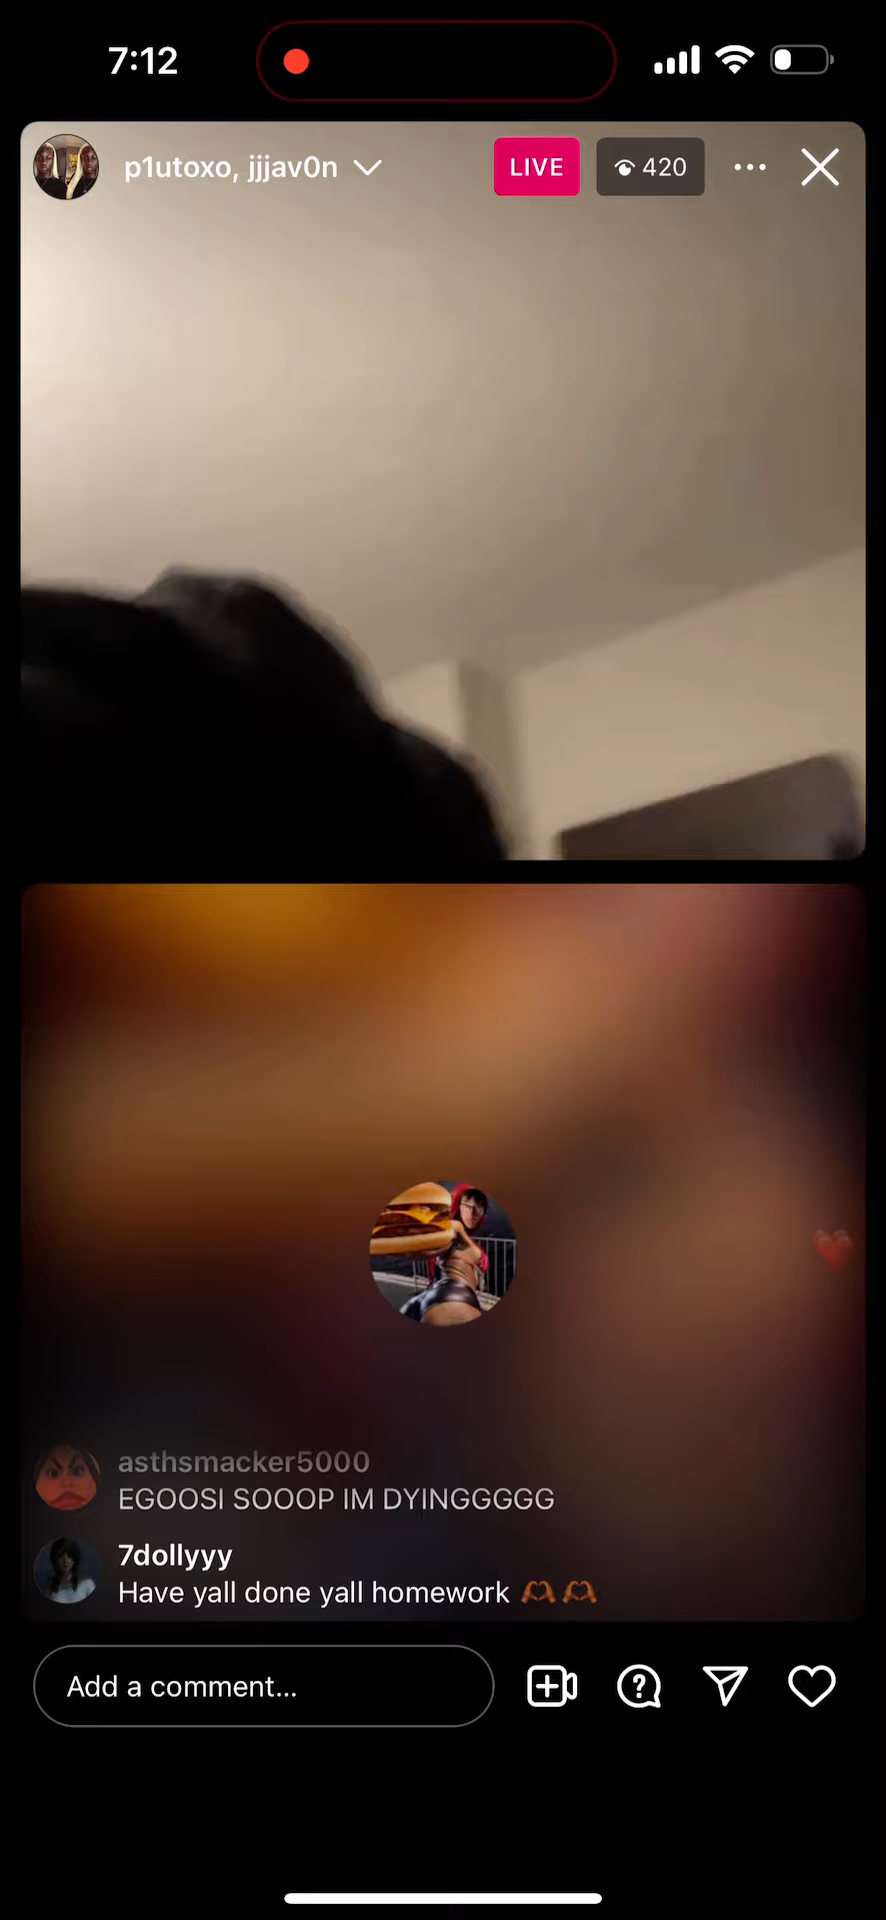 7:12
p1utoxo, jjjav0n
LIVE
420
asthsmacker5000
EGOOSI SOOOP IM DYINGGGGG
7dollyyy
Have yall done yall homework 🫶🏾🫶🏾
Add a comment...